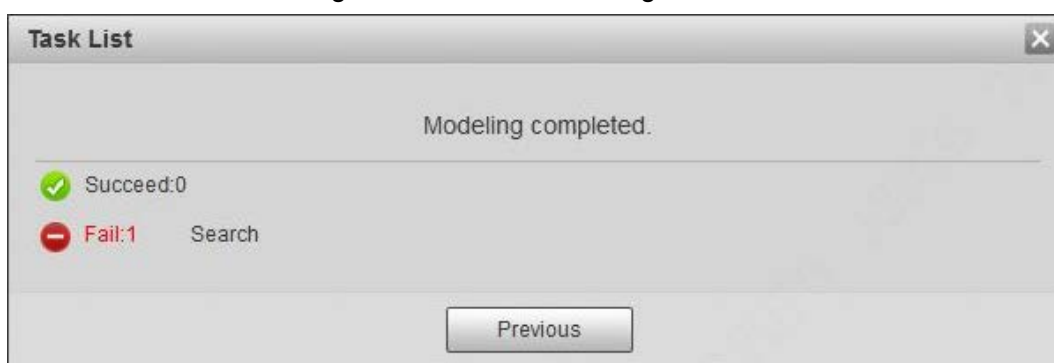 Task List
Modeling completed.
Succeed:0
Fail:1 Search
Previous